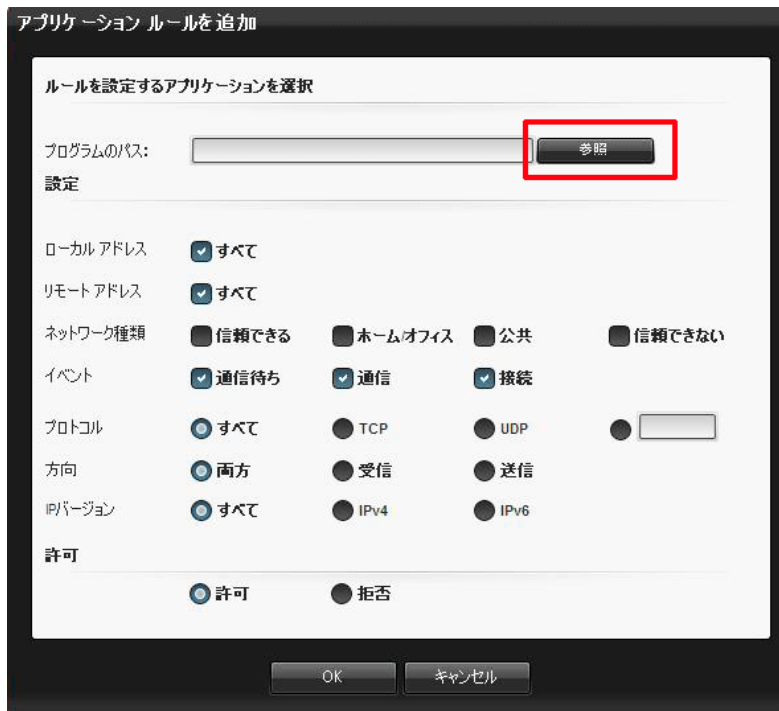 アプリケーション ルールを追加
ルールを設定するアプリケーションを選択
プログラムのパス: 参照
設定
ローカル アドレス すべて
リモート アドレス すべて
ネットワーク種類 信頼できる ホーム/オフィス 公共 信頼できない
イベント 通信待ち 通信 接続
プロトコル すべて TCP UDP
方向 両方 受信 送信
IPバージョン すべて IPv4 IPv6
許可
許可 拒否
OK キャンセル